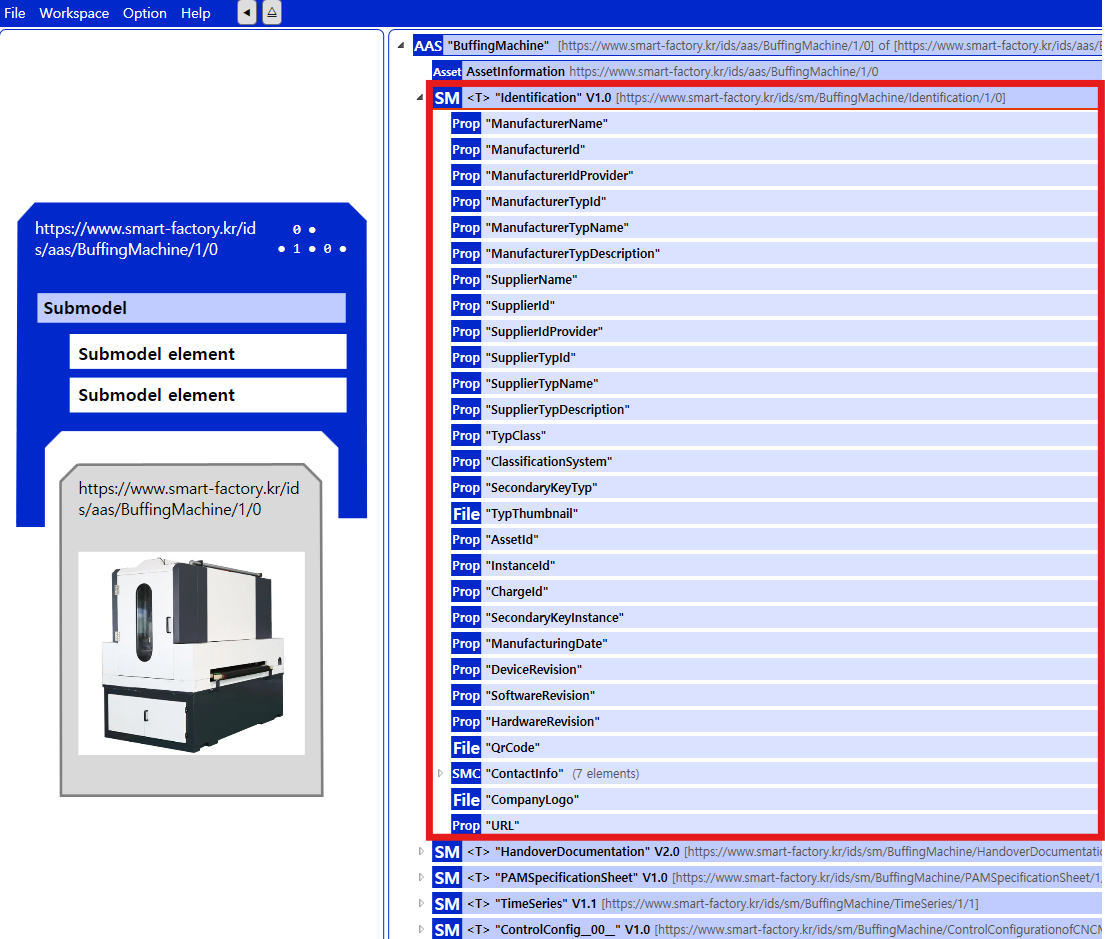 File Workspace Option Help
https://www.smart-factory.kr/id
s/aas/BuffingMachine/1/0
0
1 0
Submodel
Submodel element
Submodel element
https://www.smart-factory.kr/id
s/aas/BuffingMachine/1/0
AAS "BuffingMachine" [https://www.smart-factory.kr/ids/aas/BuffingMachine/1/0] of [https://www.smart-factory.kr/ids/aas/
Asset AssetInformation https://www.smart-factory.kr/ids/aas/BuffingMachine/1/0
SM <T> "Identification" V1.0 [https://www.smart-factory.kr/ids/sm/BuffingMachine/Identification/1/0]
Prop "ManufacturerName"
Prop "ManufacturerId"
Prop "ManufacturerIdProvider"
Prop "ManufacturerTypId"
Prop "ManufacturerTypName"
Prop "ManufacturerTypDescription"
Prop "SupplierName"
Prop "SupplierId"
Prop "SupplierIdProvider"
Prop "SupplierTypId"
Prop "SupplierTypName"
Prop "SupplierTypDescription"
Prop "TypClass"
Prop "ClassificationSystem"
Prop "SecondaryKeyTyp"
File "TypThumbnail"
Prop "AssetId"
Prop "InstanceId"
Prop "ChargeId"
Prop "SecondaryKeyInstance"
Prop "ManufacturingDate"
Prop "DeviceRevision"
Prop "SoftwareRevision"
Prop "HardwareRevision"
File "QrCode"
SMC "ContactInfo" (7 elements)
File "CompanyLogo"
Prop "URL"
SM <T> "HandoverDocumentation" V2.0 [https://www.smart-factory.kr/ids/sm/BuffingMachine/HandoverDocumentatio
SM <T> "PAMSpecificationSheet" V1.0 [https://www.smart-factory.kr/ids/sm/BuffingMachine/PAMSpecificationSheet/1/
SM <T> "TimeSeries" V1.1 [https://www.smart-factory.kr/ids/sm/BuffingMachine/TimeSeries/1/1]
SM <T> "ControlConfig__00__" V1.0 [https://www.smart-factory.kr/ids/sm/BuffingMachine/ControlConfigurationofCNCM